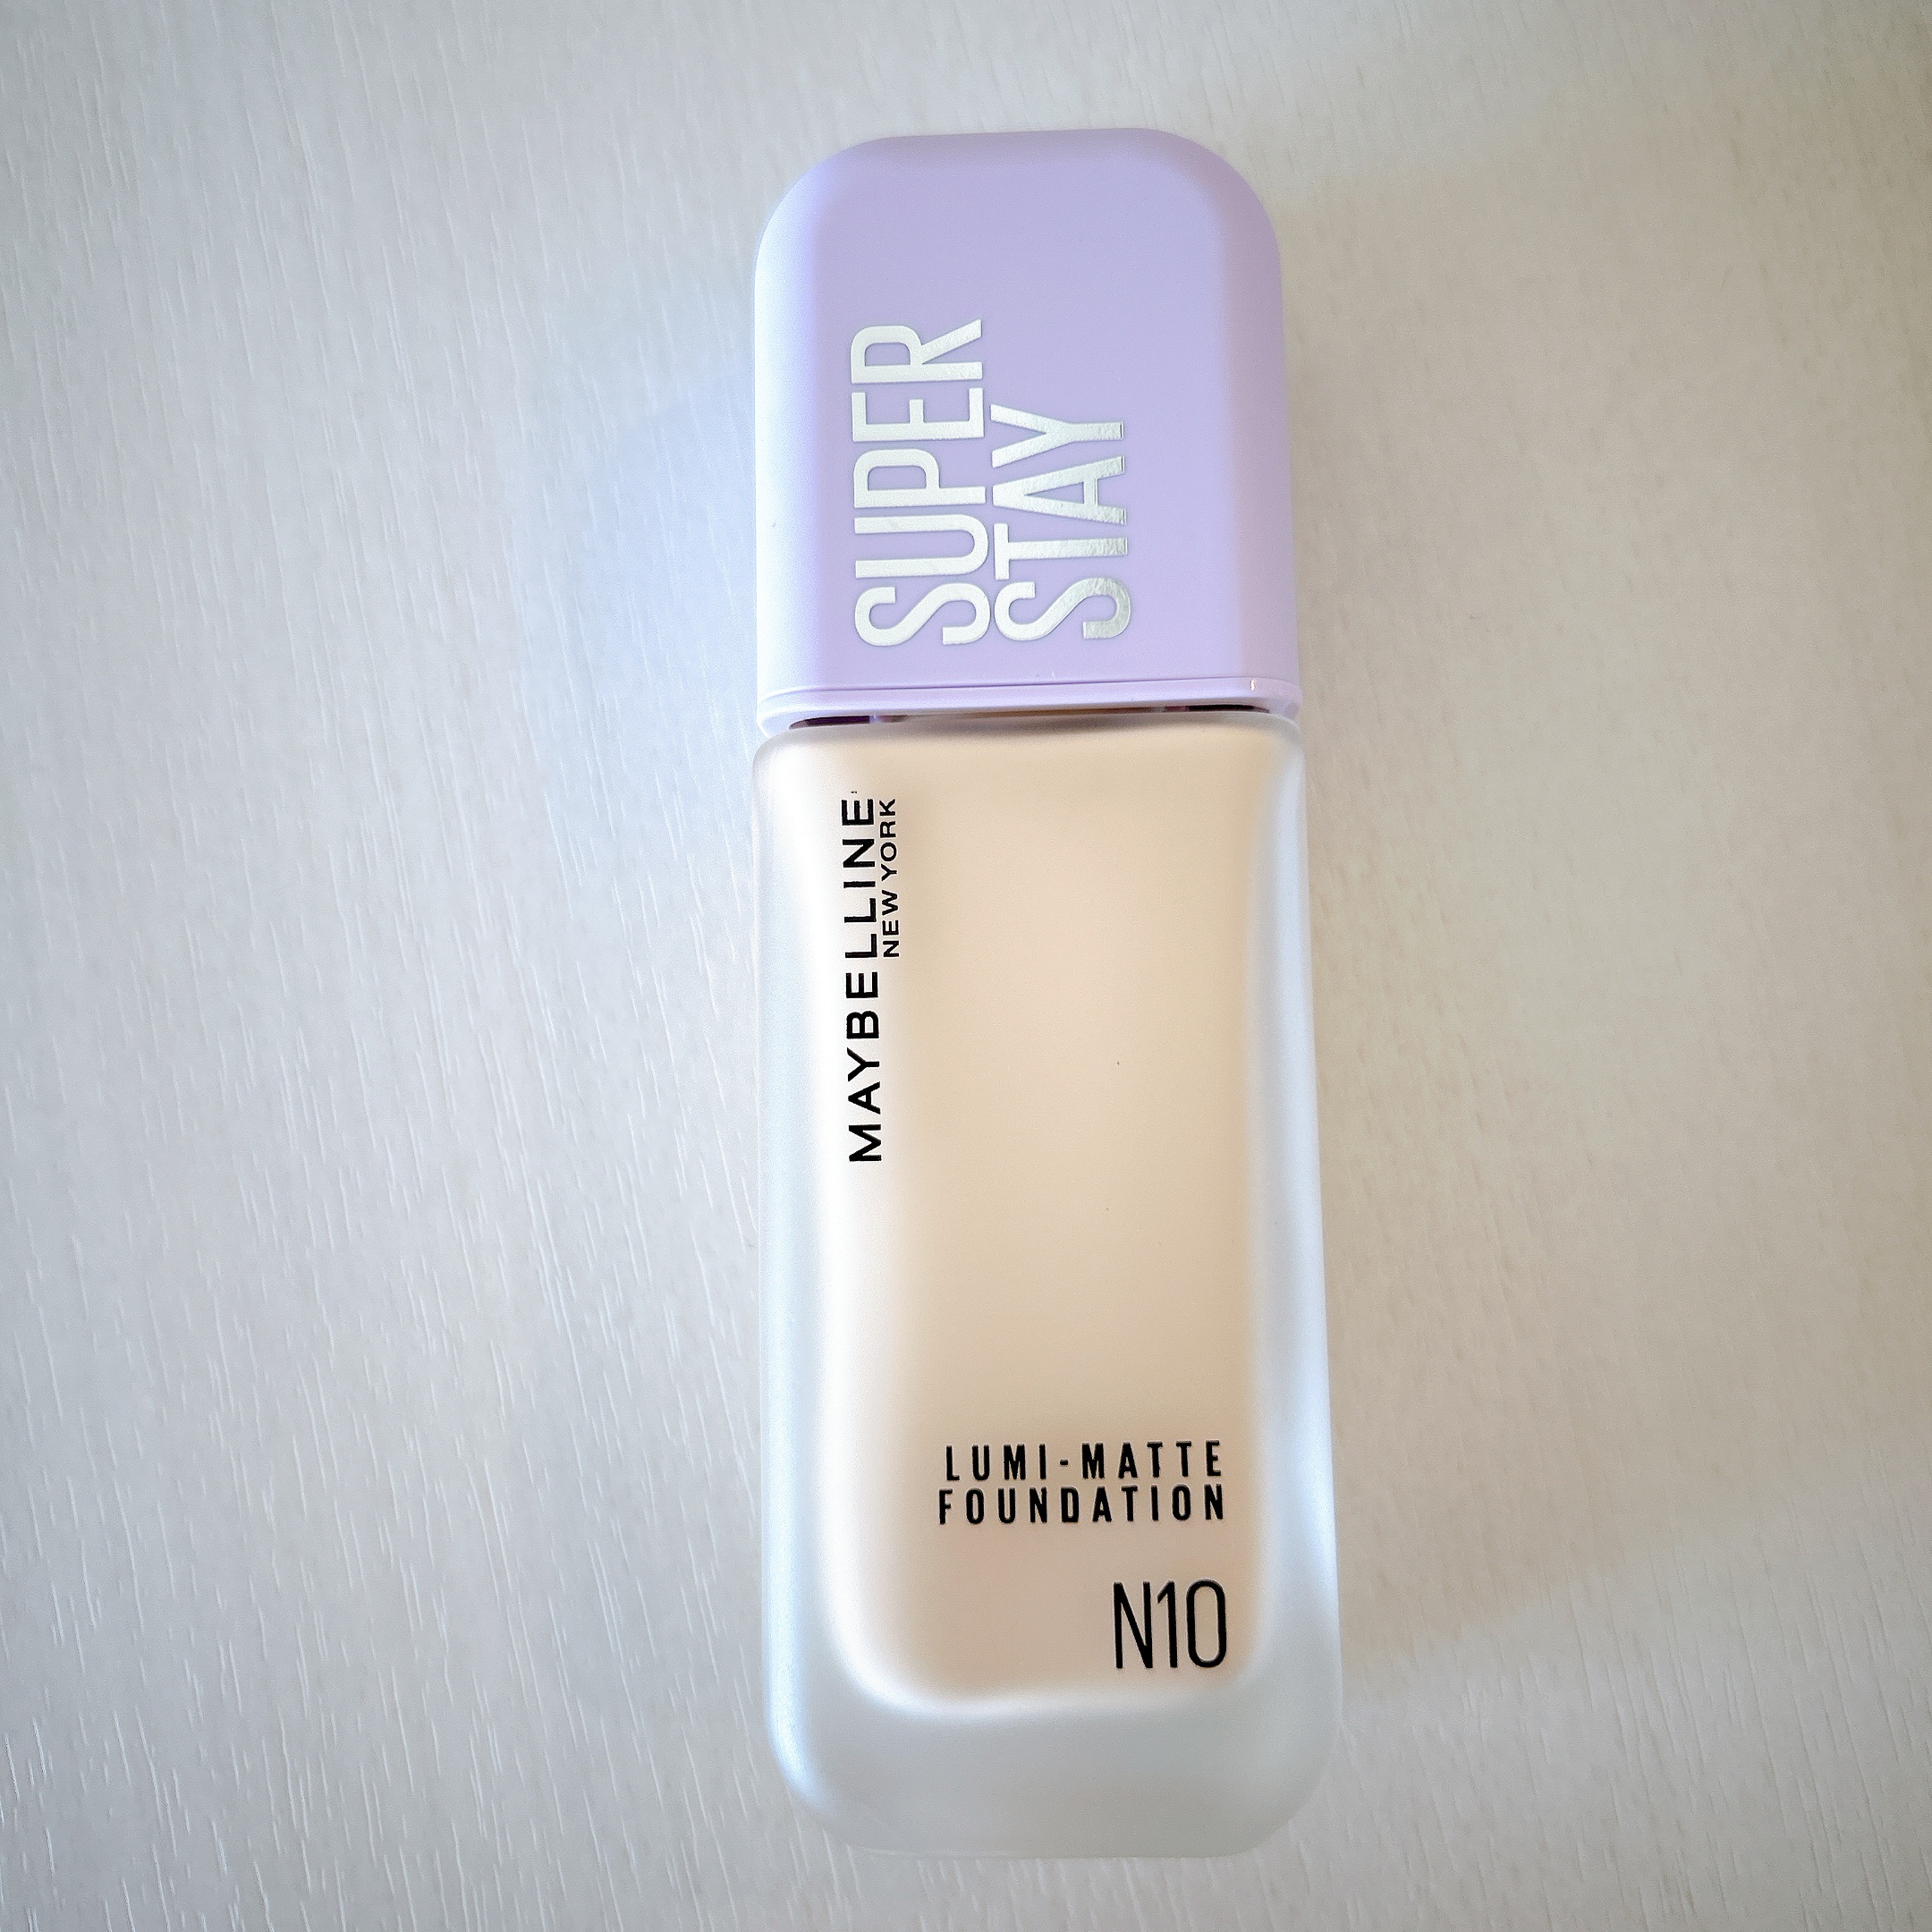 SUPER
STAY
MAYBELLINE
NEW YORK
LUMI-MATTE
FOUNDATION
N10